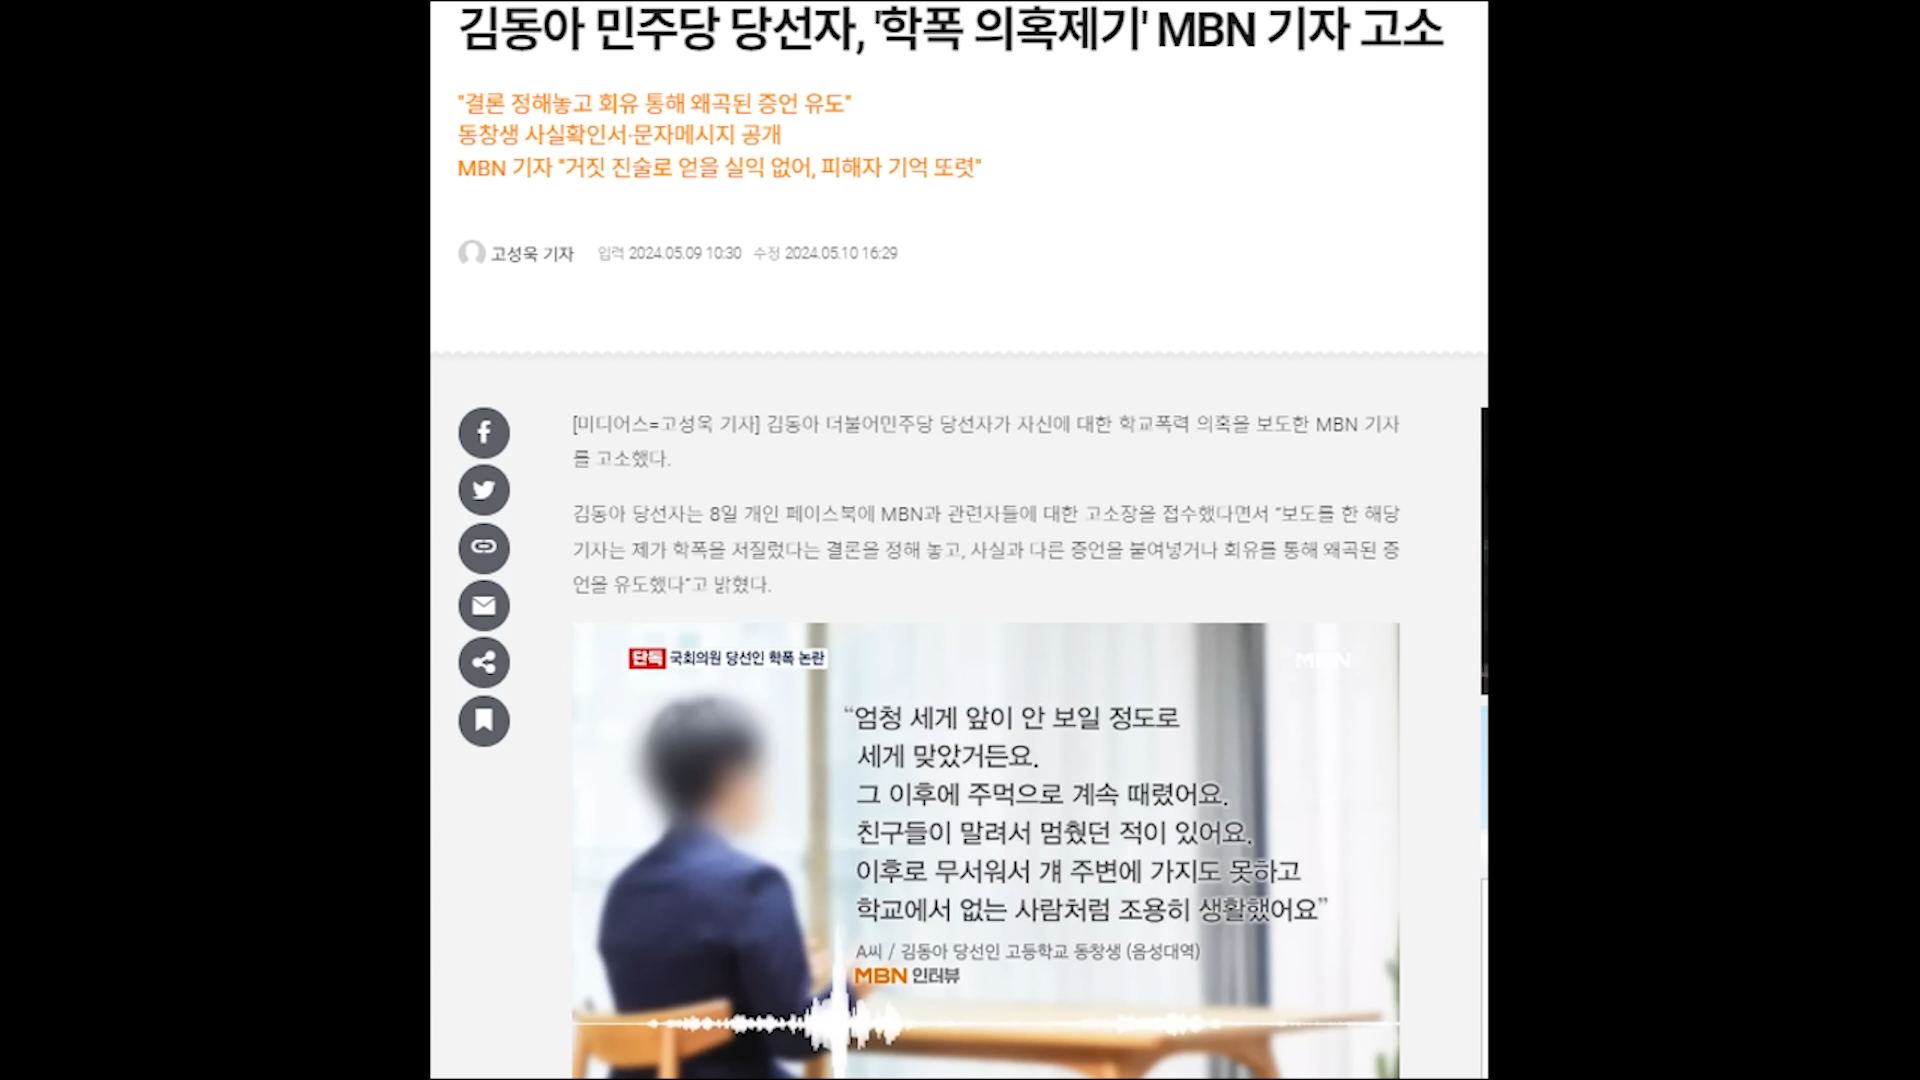 김동아 민주당 당선자, '학폭 의혹제기' MBN 기자 고소
"결론 정해놓고 회유 통해 왜곡된 증언 유도"
동창생 사실확인서·문자메시지 공개
MBN 기자 "거짓 진술로 얻을 실익 없어, 피해자 기억 또렷"
고성욱 기자 입력 2024.05.09 10:30 수정 2024.05.10 16:29
[미디어스=고성욱 기자] 김동아 더불어민주당 당선자가 자신에 대한 학교폭력 의혹을 보도한 MBN 기자
를 고소했다.
김동아 당선자는 8일 개인 페이스북에 MBN과 관련자들에 대한 고소장을 접수했다면서 “보도를 한 해당
기자는 제가 학폭을 저질렀다는 결론을 정해 놓고, 사실과 다른 증언을 붙여넣거나 회유를 통해 왜곡된 증
언을 유도했다”고 밝혔다.
단독 국회의원 당선인 학폭 논란
MBN
“엄청 세게 앞이 안 보일 정도로
세게 맞았거든요.
그 이후에 주먹으로 계속 때렸어요.
친구들이 말려서 멈췄던 적이 있어요.
이후로 무서워서 걔 주변에 가지도 못하고
학교에서 없는 사람처럼 조용히 생활했어요”
A씨 / 김동아 당선인 고등학교 동창생 (음성대역)
MBN 인터뷰